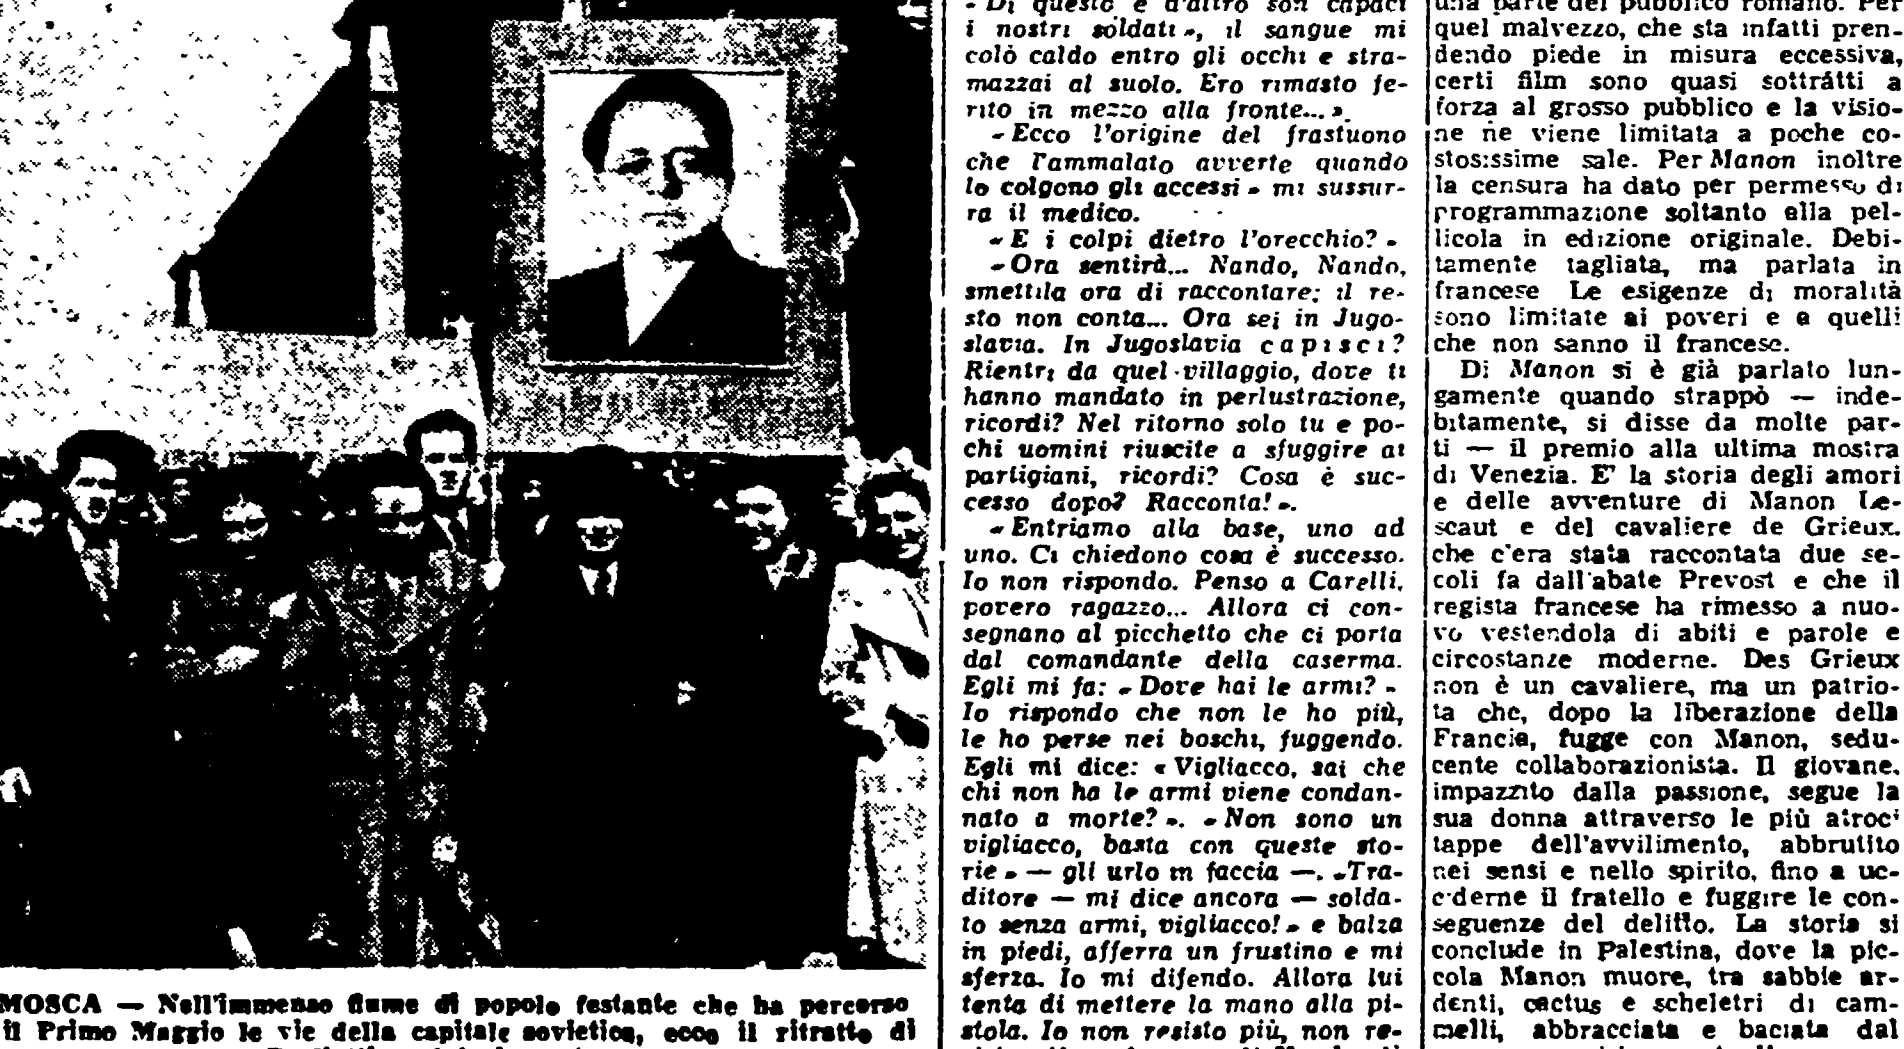 MOSCA — Nell'immenso fiume di popolo festante che ha percorso
il Primo Maggio le vie della capitale sovietica, ecco il ritratto di
« Di questo e d'altro son capaci
i nostri soldati », il sangue mi
colò caldo entro gli occhi e stra-
mazzai al suolo. Ero rimasto fe-
rito in mezzo alla fronte... ».
« Ecco l'origine del frastuono
che l'ammalato avverte quando
lo colgono gli accessi » mi sussur-
ra il medico.
« E i colpi dietro l'orecchio? »
« Ora sentirà... Nando, Nando,
smettila ora di raccontare; il re-
sto non conta... Ora sei in Jugo-
slavia. In Jugoslavia capisci?
Rientri da quel villaggio, dove ti
hanno mandato in perlustrazione,
ricordi? Nel ritorno solo tu e po-
chi uomini riuscite a sfuggire ai
partigiani, ricordi? Cosa è suc-
cesso dopo? Racconta! ».
« Entriamo alla base, uno ad
uno. Ci chiedono cosa è successo.
Io non rispondo. Penso a Carelli,
povero ragazzo... Allora ci con-
segnano al picchetto che ci porta
dal comandante della caserma.
Egli mi fa: « Dove hai le armi? »
Io rispondo che non le ho più,
le ho perse nei boschi, fuggendo.
Egli mi dice: « Vigliacco, sai che
chi non ha le armi viene condan-
nato a morte? ». « Non sono un
vigliacco, basta con queste sto-
rie » — gli urlo in faccia —. « Tra-
ditore — mi dice ancora — solda-
to senza armi, vigliacco! » e balza
in piedi, afferra un frustino e mi
sferza. Io mi difendo. Allora lui
tenta di mettere la mano alla pi-
stola. Io non resisto più, non re-
una parte del pubblico romano. Per
quel malvezzo, che sta infatti pren-
dendo piede in misura eccessiva,
certi film sono quasi sottrátti a
forza al grosso pubblico e la visio-
ne ne viene limitata a poche co-
stosissime sale. Per Manon inoltre
la censura ha dato per permesso di
programmazione soltanto alla pel-
licola in edizione originale. Debi-
tamente tagliata, ma parlata in
francese Le esigenze di moralità
sono limitate ai poveri e a quelli
che non sanno il francese.
Di Manon si è già parlato lun-
gamente quando strappò — inde-
bitamente, si disse da molte par-
ti — il premio alla ultima mostra
di Venezia. E' la storia degli amori
e delle avventure di Manon Le-
scaut e del cavaliere de Grieux.
che c'era stata raccontata due se-
coli fa dall'abate Prevost e che il
regista francese ha rimesso a nuo-
vo vestendola di abiti e parole e
circostanze moderne. Des Grieux
non è un cavaliere, ma un patrio-
ta che, dopo la liberazione della
Francia, fugge con Manon, sedu-
cente collaborazionista. Il giovane,
impazzito dalla passione, segue la
sua donna attraverso le più atroci
tappe dell'avvilimento, abbrutito
nei sensi e nello spirito, fino a uc-
ciderne il fratello e fuggire le con-
seguenze del delitto. La storia si
conclude in Palestina, dove la pic-
cola Manon muore, tra sabbie ar-
denti, cactus e scheletri di cam-
melli, abbracciata e baciata dal